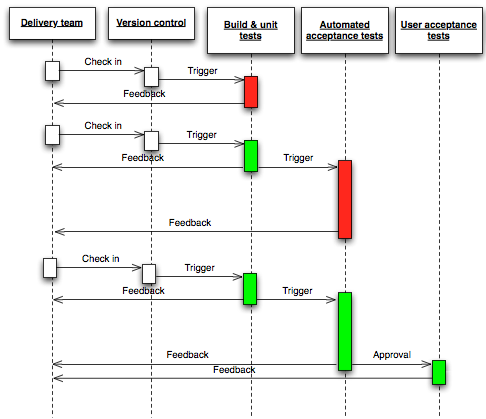 Delivery team
Version control
Build & unit
tests
Automated
acceptance tests
User acceptance
tests
Check in
Trigger
Feedback
Check in
Trigger
Feedback
Trigger
Feedback
Check in
Trigger
Feedback
Trigger
Feedback
Approval
Feedback